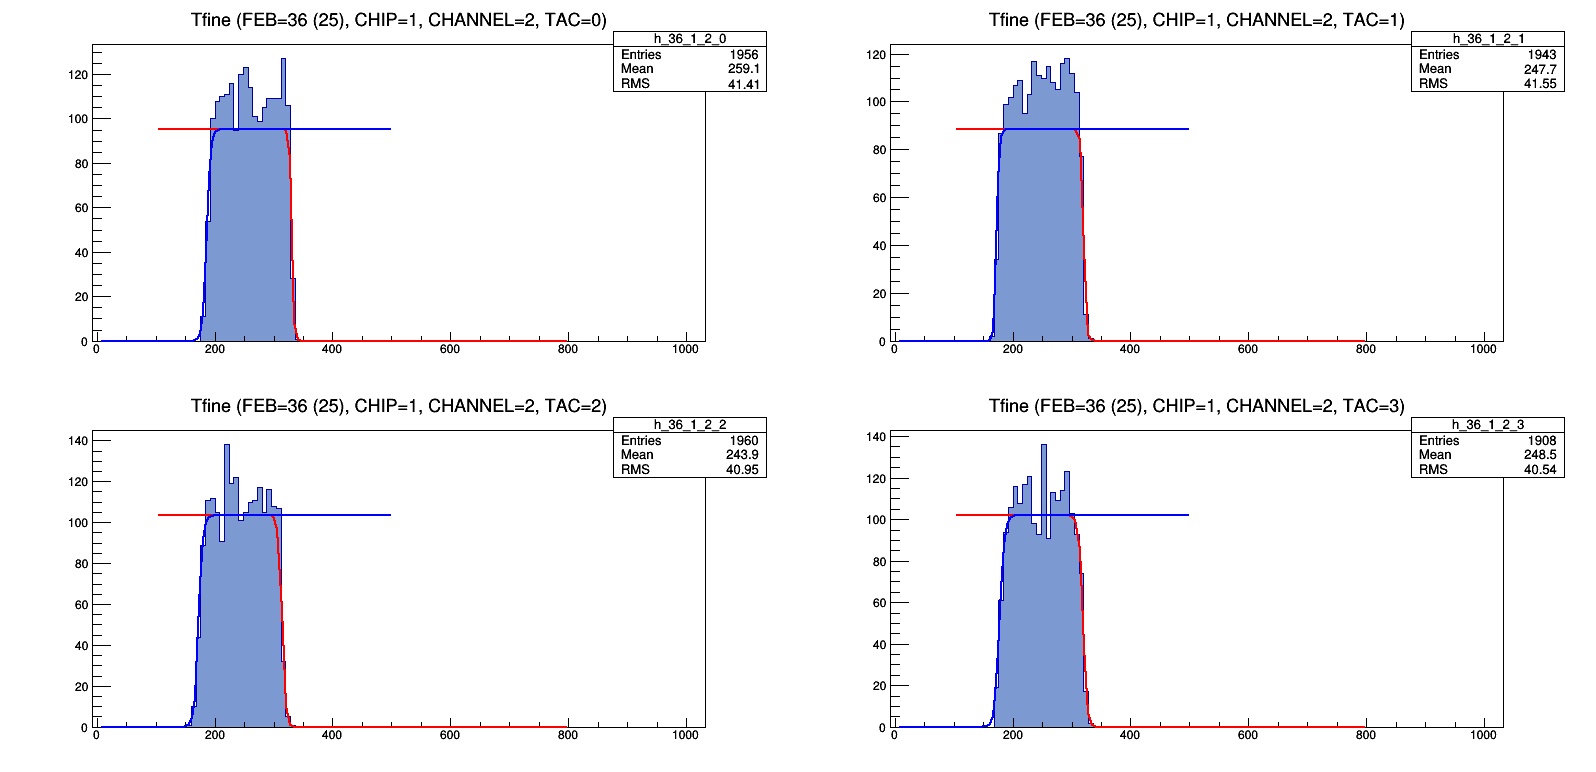 Tfine (FEB=36 (25), CHIP=1, CHANNEL=2, TAC=0)
h_36_1_2_0
Entries 1956
Mean 259.1
RMS 41.41
120
100
80
60
40
20
0
0 200 400 600 800 1000
Tfine (FEB=36 (25), CHIP=1, CHANNEL=2, TAC=1)
h_36_1_2_1
Entries 1943
Mean 247.7
RMS 41.55
120
100
80
60
40
20
0
0 200 400 600 800 1000
Tfine (FEB=36 (25), CHIP=1, CHANNEL=2, TAC=2)
h_36_1_2_2
Entries 1960
Mean 243.9
RMS 40.95
140
120
100
80
60
40
20
0
0 200 400 600 800 1000
Tfine (FEB=36 (25), CHIP=1, CHANNEL=2, TAC=3)
h_36_1_2_3
Entries 1908
Mean 248.5
RMS 40.54
140
120
100
80
60
40
20
0
0 200 400 600 800 1000